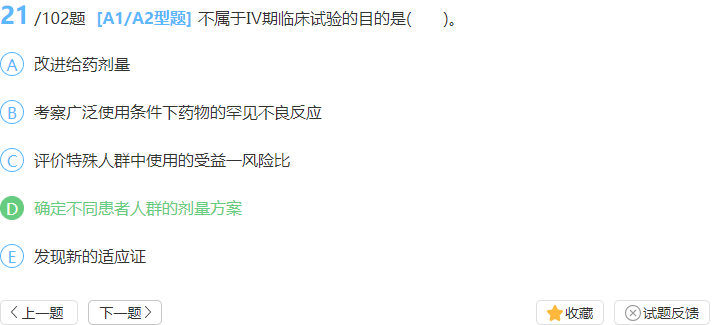 21 /102题 [A1/A2型题] 不属于IV期临床试验的目的是(　　)。
A 改进给药剂量
B 考察广泛使用条件下药物的罕见不良反应
C 评价特殊人群中使用的受益一风险比
D 确定不同患者人群的剂量方案
E 发现新的适应证
上一题 下一题 收藏 试题反馈